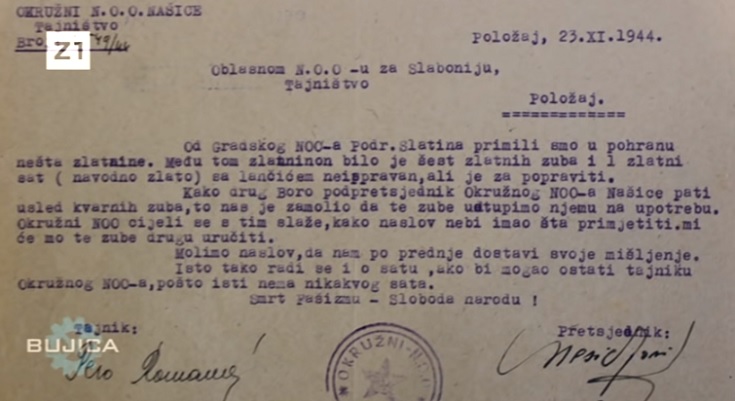 OKRUŽNI N.O.O.NAŠICE
Tajništvo
Z1
Položaj, 23.XI.1944.
Oblasnom N.O.O -u za Slaboniju,
Tajništvo
Položaj.
Od Gradskog NOO-a Podr.Slatina primili smo u pohranu
nešta zlatnine. Među tom zlatninon bilo je šest zlatnih zuba i 1 zlatni
sat ( navodno zlato) sa lančićem neispravan,ali je za popraviti.
Kako drug Boro podpretsjednik Okružnog NOO-a Našice pati
usled kvarnih zuba,to nas je zamolio da te zube udtupimo njemu na upotrebu.
Okružni NOO cijeli se s tim slaže,kako naslov nebi imao šta primjetiti.mi
će mo te zube drugu uručiti.
Molimo naslov,da nam po prednje dostavi svoje mišljenje.
Isto tako radi se i o satu ,ako bi mogao ostati tajniku
Okružnog NOO-a,pošto isti nema nikakvog sata.
Smrt Fašizmu - Sloboda narodu !
Tajnik:
Pretsjednik:
BUJICA
OKRUŽNI-NOO